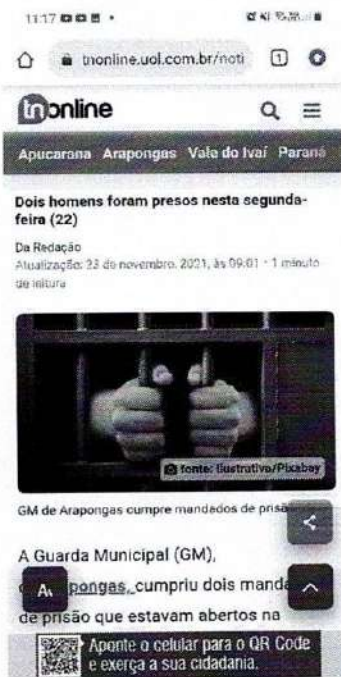 11:17
tnonline.uol.com.br/noti
1
tnonline
Apucarana Arapongas Vale do Ivaí Paraná
Dois homens foram presos nesta segunda-
feira (22)
Da Redação
Atualização: 23 de novembro, 2021, às 09:01 · 1 minuto
de leitura
fonte: Ilustrativa/Pixabay
GM de Arapongas cumpre mandados de
A Guarda Municipal (GM),
pongas, cumpriu dois
de prisão que estavam abertos na
Aponte o celular para o QR Code
e exerça a sua cidadania.